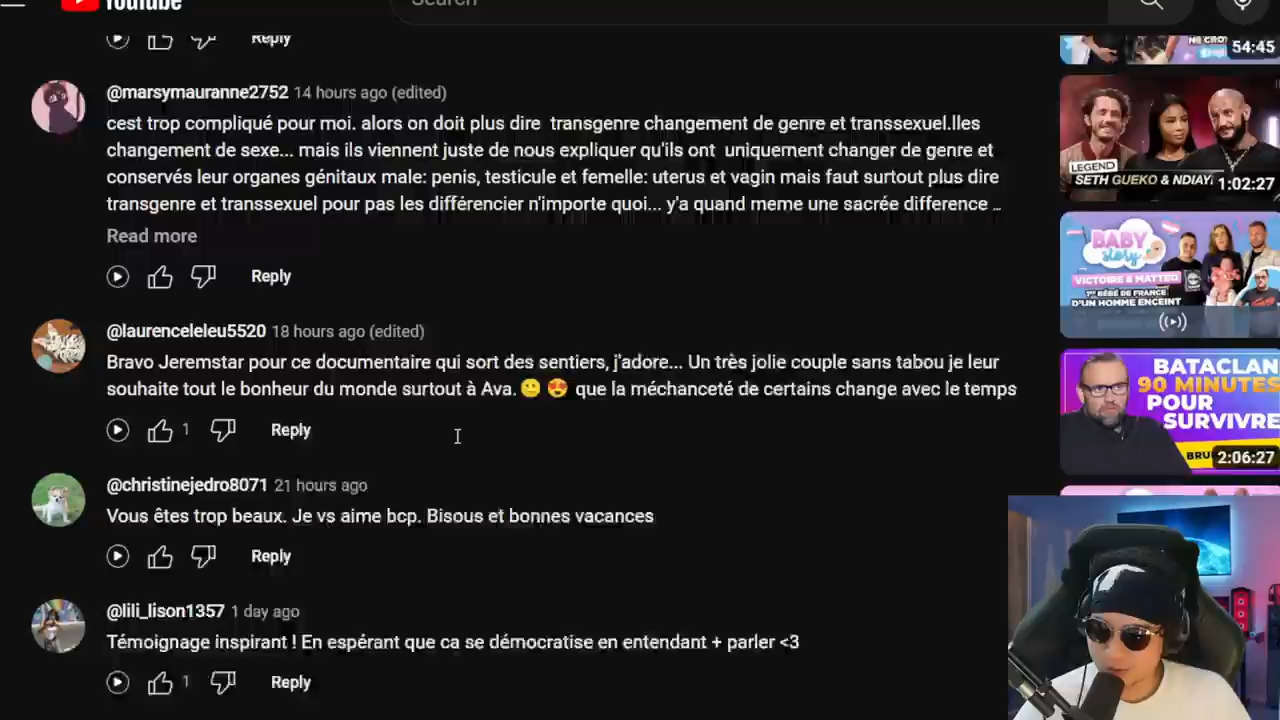 YouTube
Search
Reply
@marsymauranne2752 14 hours ago (edited)
cest trop compliqué pour moi. alors on doit plus dire transgenre changement de genre et transsexuel.lles
changement de sexe... mais ils viennent juste de nous expliquer qu'ils ont uniquement changer de genre et
conservés leur organes génitaux mâle: penis, testicule et femelle: uterus et vagin mais faut surtout plus dire
transgenre et transsexuel pour pas les différencier n'importe quoi... y'a quand meme une sacrée difference ...
Read more
Reply
@laurenceleleu5520 18 hours ago (edited)
Bravo Jeremstar pour ce documentaire qui sort des sentiers, j'adore... Un très jolie couple sans tabou je leur
souhaite tout le bonheur du monde surtout à Ava. 🙂 😍 que la méchanceté de certains change avec le temps
1 Reply
@christinejedro8071 21 hours ago
Vous êtes trop beaux. Je vs aime bcp. Bisous et bonnes vacances
Reply
@lili_lison1357 1 day ago
Témoignage inspirant ! En espérant que ca se démocratise en entendant + parler <3
1 Reply
54:45
LEGEND
SETH GUEKO & NDIAY
1:02:27
BABY
story
VICTOIRE & MATTEO
1ER BÉBÉ DE FRANCE
D'UN HOMME ENCEINT
BATACLAN
90 MINUTES
POUR
SURVIVRE
BRU
2:06:27